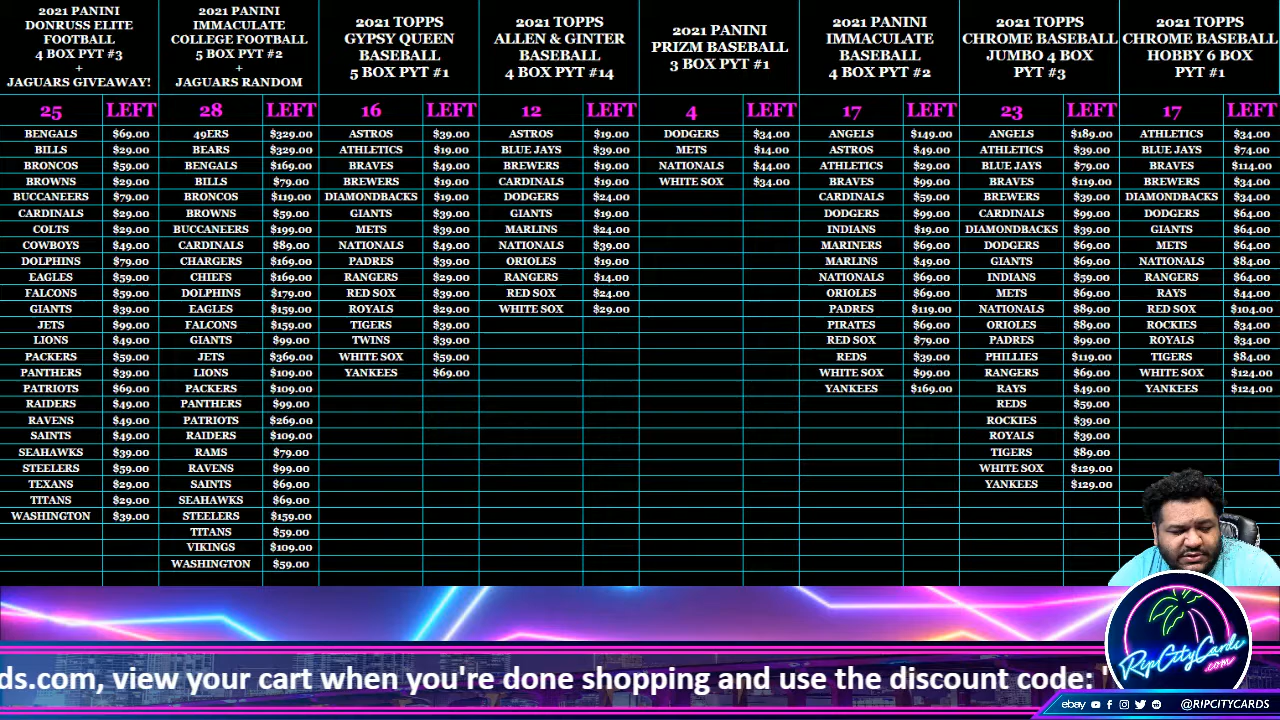 2021 PANINI
DONRUSS ELITE
FOOTBALL
4 BOX PYT #3
+
JAGUARS GIVEAWAY!
25 LEFT
BENGALS $69.00
BILLS $29.00
BRONCOS $59.00
BROWNS $29.00
BUCCANEERS $79.00
CARDINALS $29.00
COLTS $29.00
COWBOYS $49.00
DOLPHINS $79.00
EAGLES $59.00
FALCONS $59.00
GIANTS $39.00
JETS $99.00
LIONS $49.00
PACKERS $59.00
PANTHERS $39.00
PATRIOTS $69.00
RAIDERS $49.00
RAVENS $49.00
SAINTS $49.00
SEAHAWKS $39.00
STEELERS $59.00
TEXANS $29.00
TITANS $29.00
WASHINGTON $39.00
2021 PANINI
IMMACULATE
COLLEGE FOOTBALL
5 BOX PYT #2
+
JAGUARS RANDOM
28 LEFT
49ERS $329.00
BEARS $329.00
BENGALS $169.00
BILLS $79.00
BRONCOS $119.00
BROWNS $59.00
BUCCANEERS $199.00
CARDINALS $89.00
CHARGERS $169.00
CHIEFS $169.00
DOLPHINS $179.00
EAGLES $159.00
FALCONS $159.00
GIANTS $99.00
JETS $369.00
LIONS $109.00
PACKERS $109.00
PANTHERS $99.00
PATRIOTS $269.00
RAIDERS $109.00
RAMS $79.00
RAVENS $99.00
SAINTS $69.00
SEAHAWKS $69.00
STEELERS $159.00
TITANS $59.00
VIKINGS $109.00
WASHINGTON $59.00
2021 TOPPS
GYPSY QUEEN
BASEBALL
5 BOX PYT #1
16 LEFT
ASTROS $39.00
ATHLETICS $19.00
BRAVES $49.00
BREWERS $19.00
DIAMONDBACKS $19.00
GIANTS $39.00
METS $39.00
NATIONALS $49.00
PADRES $39.00
RANGERS $29.00
RED SOX $39.00
ROYALS $29.00
TIGERS $39.00
TWINS $39.00
WHITE SOX $59.00
YANKEES $69.00
2021 TOPPS
ALLEN & GINTER
BASEBALL
4 BOX PYT #14
12 LEFT
ASTROS $19.00
BLUE JAYS $39.00
BREWERS $19.00
CARDINALS $19.00
DODGERS $24.00
GIANTS $19.00
MARLINS $24.00
NATIONALS $39.00
ORIOLES $19.00
RANGERS $14.00
RED SOX $24.00
WHITE SOX $29.00
2021 PANINI
PRIZM BASEBALL
3 BOX PYT #1
4 LEFT
DODGERS $34.00
METS $14.00
NATIONALS $44.00
WHITE SOX $34.00
2021 PANINI
IMMACULATE
BASEBALL
4 BOX PYT #2
17 LEFT
ANGELS $149.00
ASTROS $49.00
ATHLETICS $29.00
BRAVES $99.00
CARDINALS $59.00
DODGERS $99.00
INDIANS $19.00
MARINERS $69.00
MARLINS $49.00
NATIONALS $69.00
ORIOLES $69.00
PADRES $119.00
PIRATES $69.00
RED SOX $79.00
REDS $39.00
WHITE SOX $99.00
YANKEES $169.00
2021 TOPPS
CHROME BASEBALL
JUMBO 4 BOX
PYT #3
23 LEFT
ANGELS $189.00
ATHLETICS $39.00
BLUE JAYS $79.00
BRAVES $119.00
BREWERS $39.00
CARDINALS $99.00
DIAMONDBACKS $39.00
DODGERS $69.00
GIANTS $69.00
INDIANS $59.00
METS $69.00
NATIONALS $89.00
ORIOLES $89.00
PADRES $99.00
PHILLIES $119.00
RANGERS $69.00
RAYS $49.00
REDS $59.00
ROCKIES $39.00
ROYALS $39.00
TIGERS $89.00
WHITE SOX $129.00
YANKEES $129.00
2021 TOPPS
CHROME BASEBALL
HOBBY 6 BOX
PYT #1
17 LEFT
ATHLETICS $34.00
BLUE JAYS $74.00
BRAVES $114.00
BREWERS $34.00
DIAMONDBACKS $34.00
DODGERS $64.00
GIANTS $64.00
METS $64.00
NATIONALS $84.00
RANGERS $64.00
RAYS $44.00
RED SOX $104.00
ROCKIES $34.00
ROYALS $34.00
TIGERS $84.00
WHITE SOX $124.00
YANKEES $124.00
ds.com, view your cart when you're done shopping and use the discount code: "
RipCityCards
.com
ebay @RIPCITYCARDS